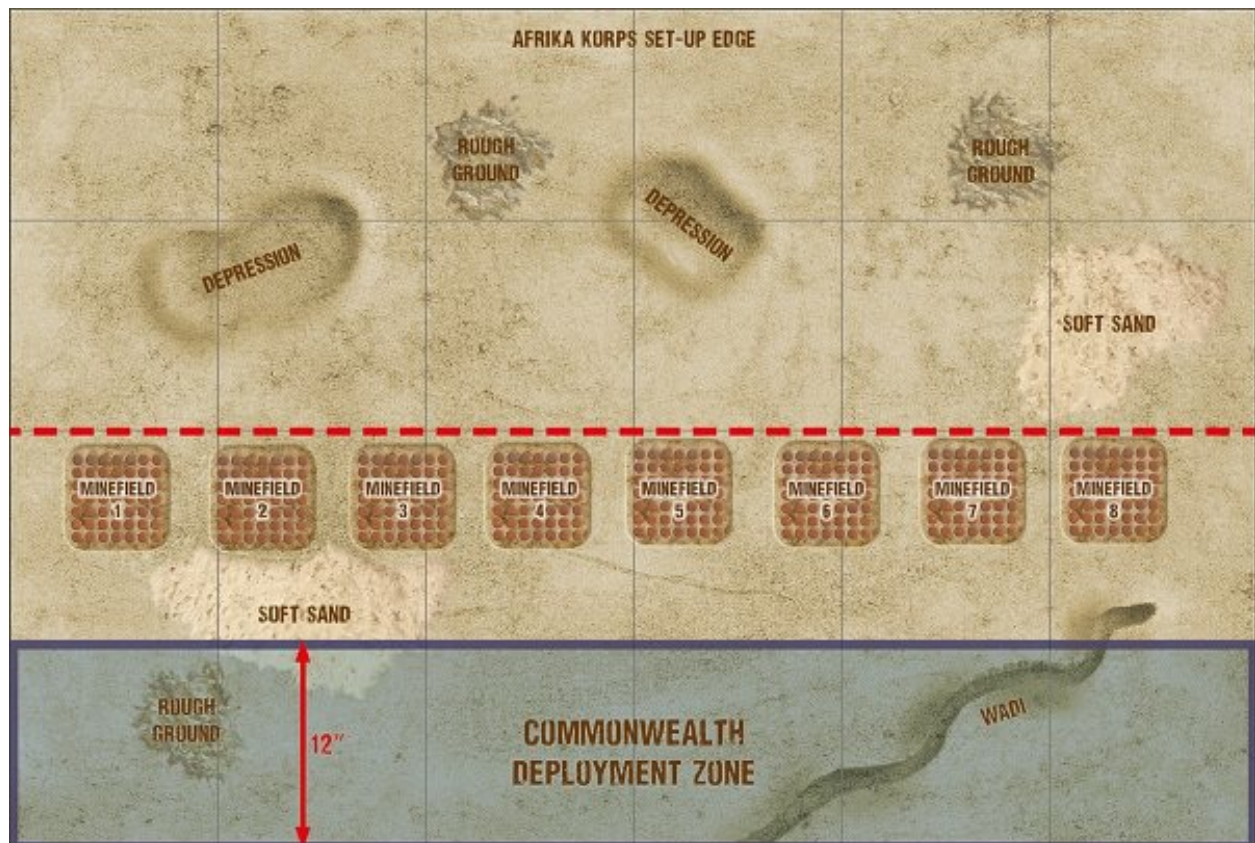 AFRIKA KORPS SET-UP EDGE
ROUGH
GROUND
ROUGH
GROUND
DEPRESSION
DEPRESSION
SOFT SAND
MINEFIELD
1
MINEFIELD
2
MINEFIELD
3
MINEFIELD
4
MINEFIELD
5
MINEFIELD
6
MINEFIELD
7
MINEFIELD
8
SOFT SAND
ROUGH
GROUND
12"
COMMONWEALTH
DEPLOYMENT ZONE
WADI